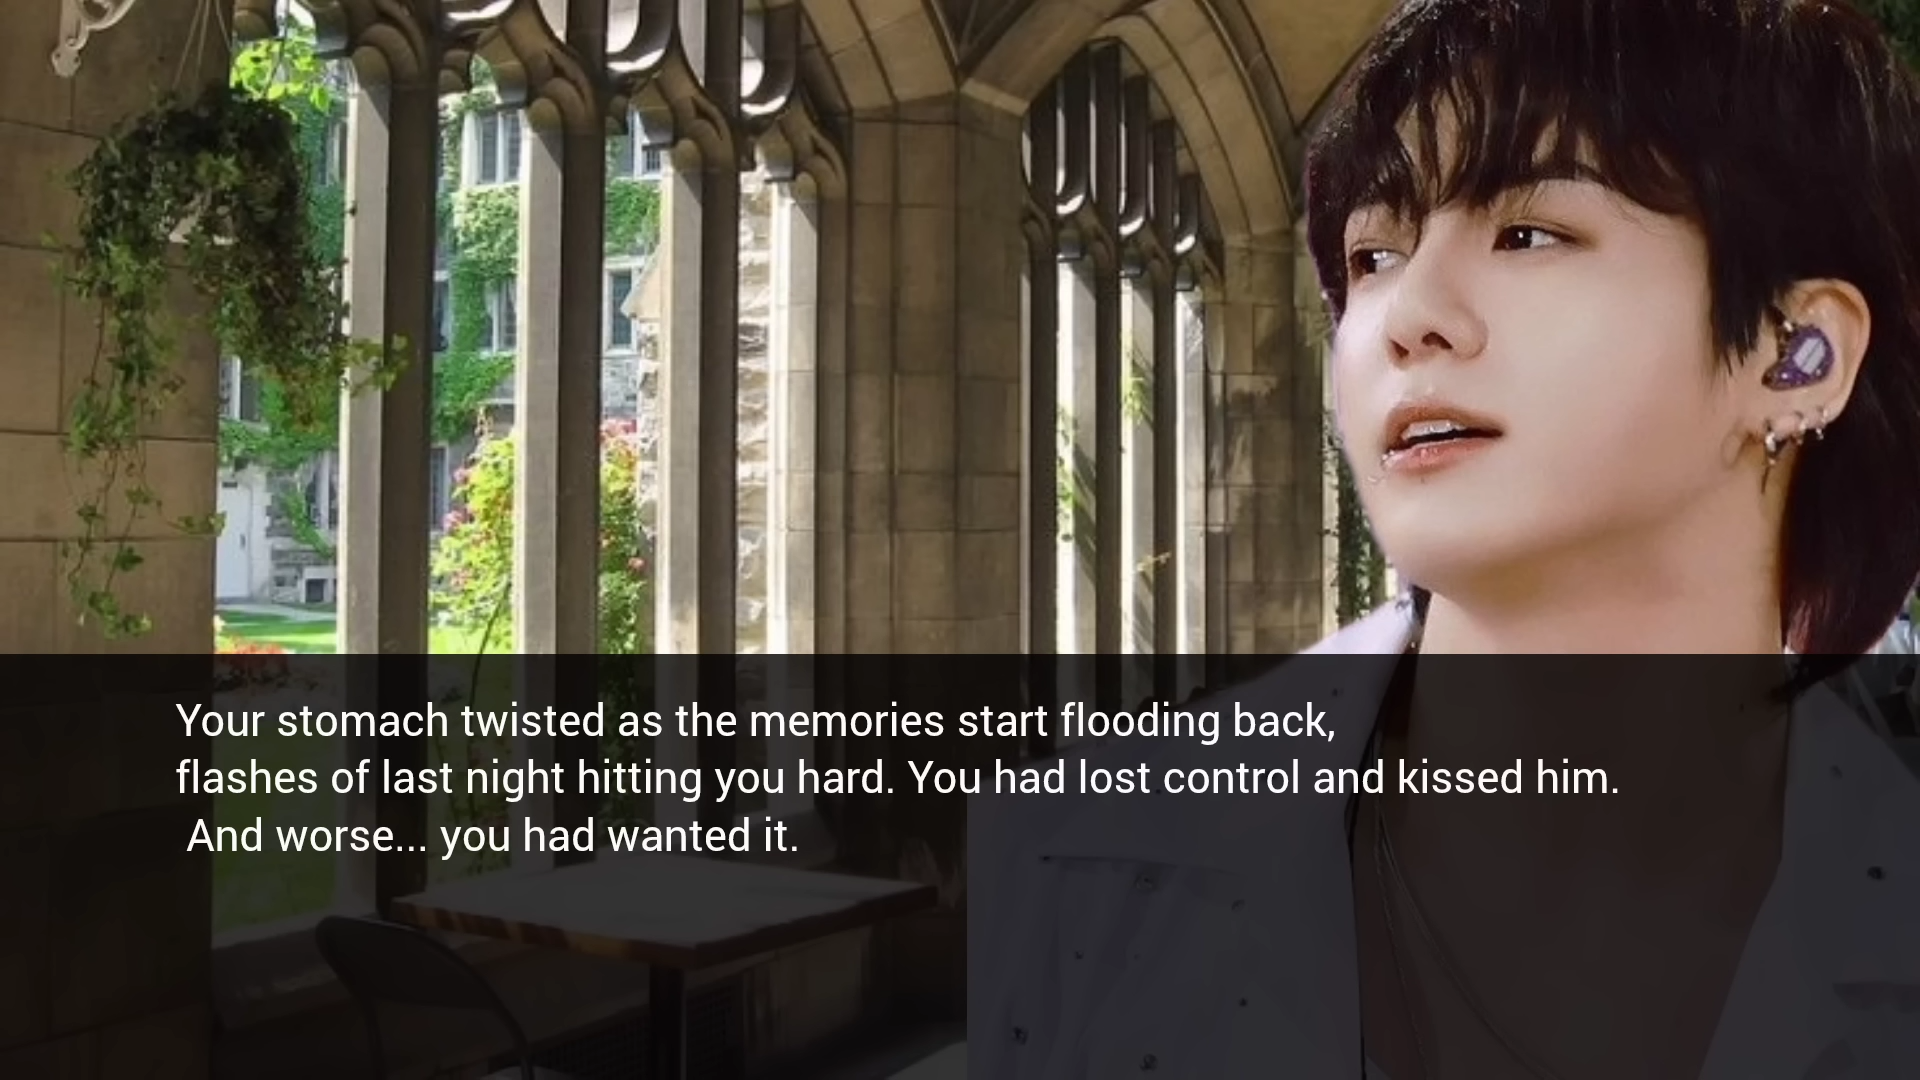 Your stomach twisted as the memories start flooding back,
flashes of last night hitting you hard. You had lost control and kissed him.
And worse... you had wanted it.